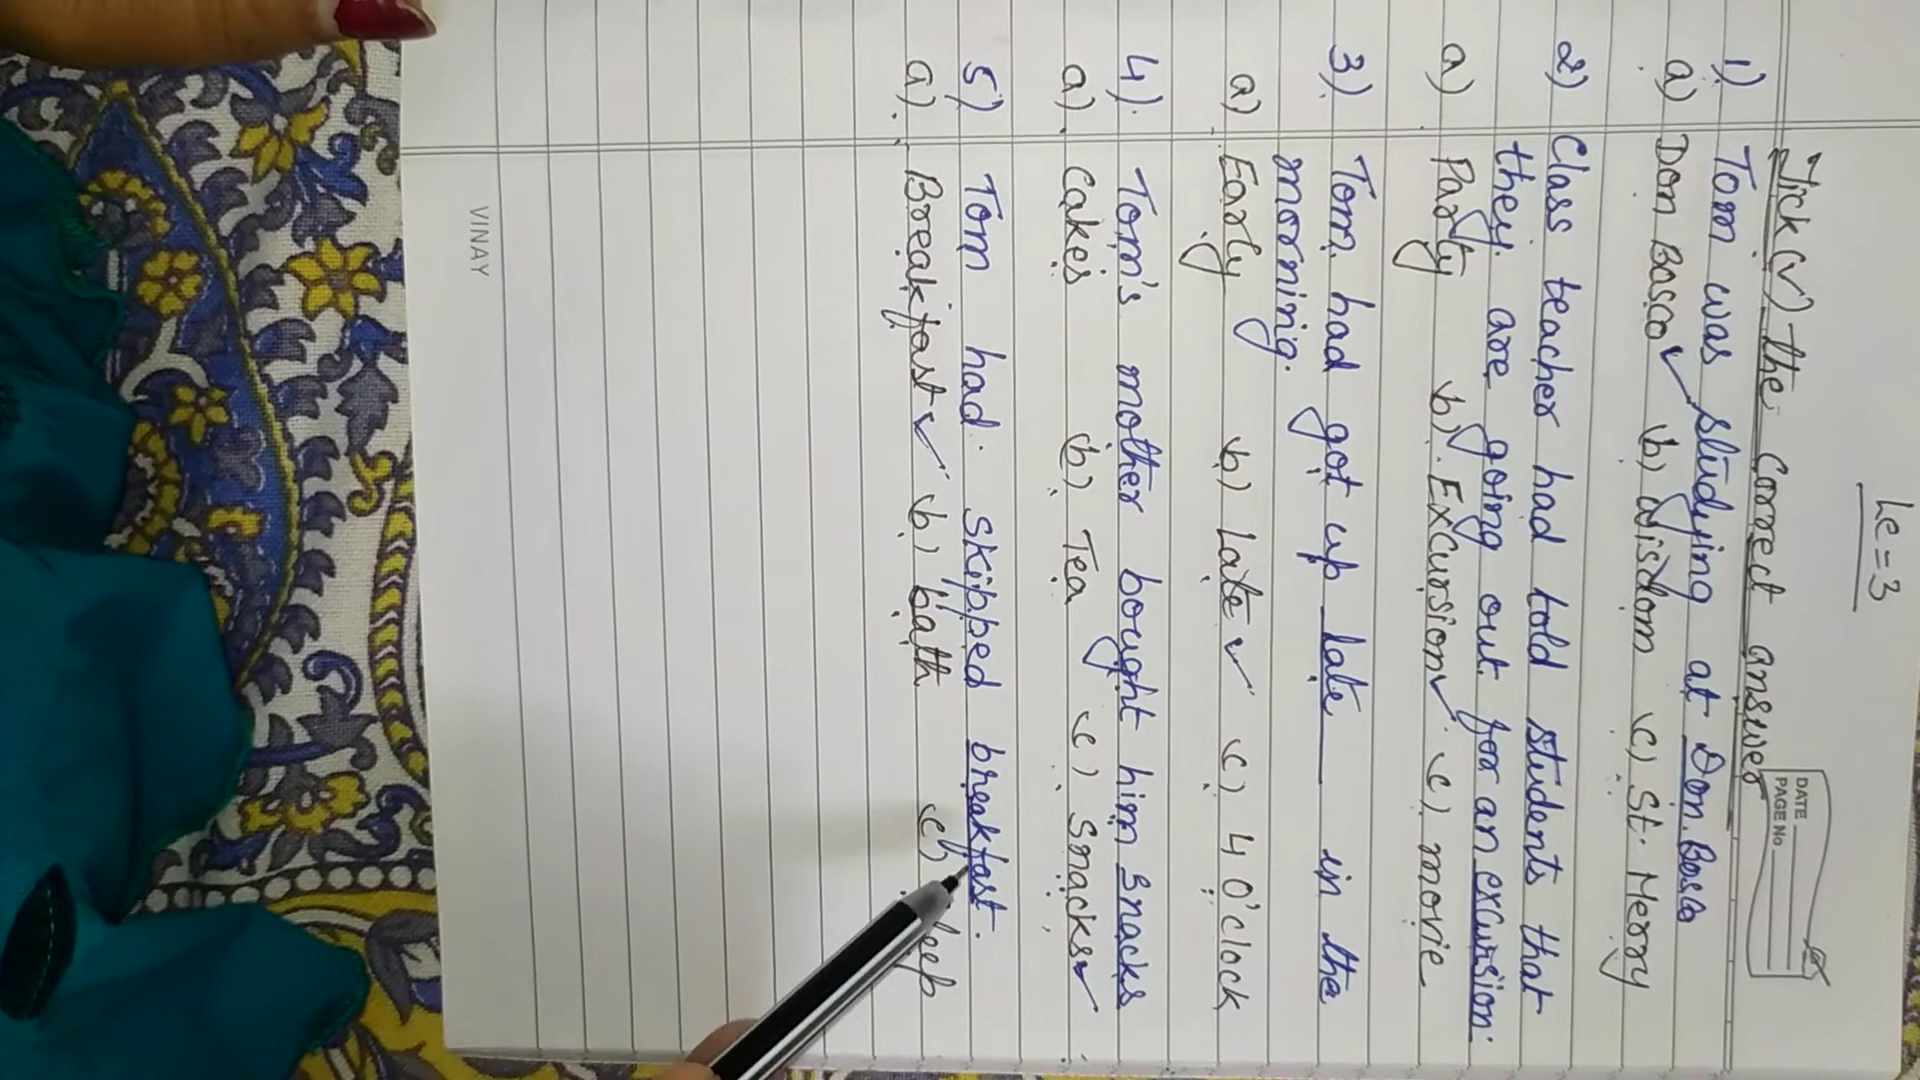 Le=3
DATE
PAGE No
Tick (✓) the correct answer
1) Tom was studying at Don.Bosco
a) Don Bosco ✓ b) Wisdom c) St. Merry
2) Class teacher had told students that
they are going out for an excursion.
a) Party b) Excursion ✓ c) movie
3) Tom had got up late in the
morning.
a) Early b) Late ✓ c) 4 O'clock
4) Tom's mother bought him snacks
a) Cakes b) Tea c) Snacks ✓
5) Tom had skipped breakfast.
a) Breakfast ✓ b) bath c)
VINAY